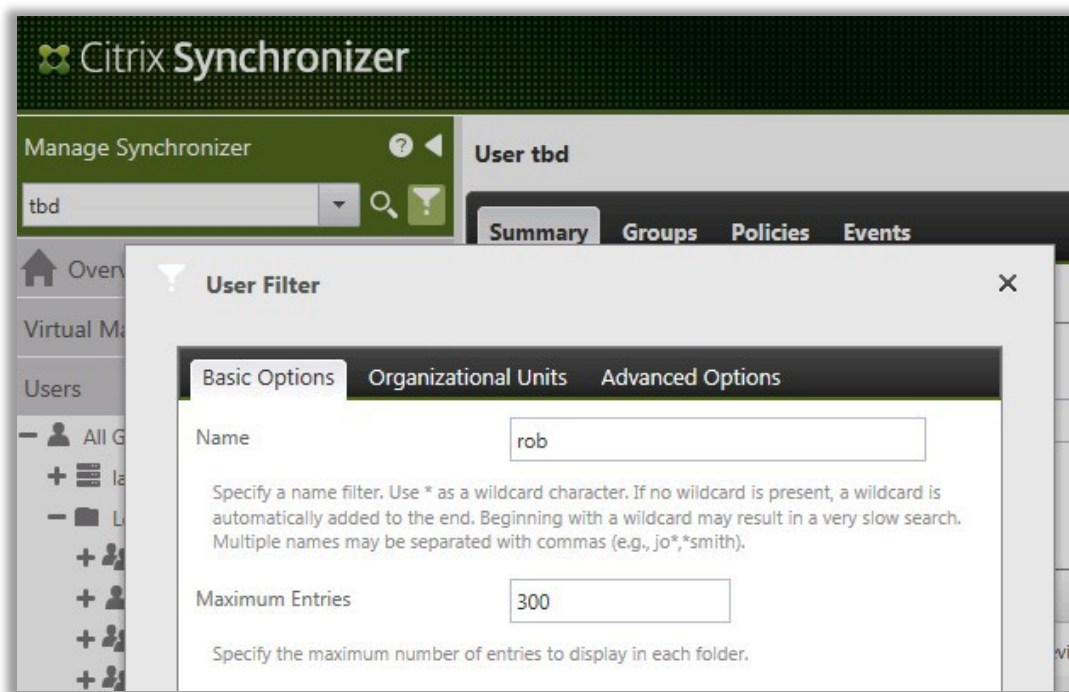 Citrix Synchronizer
Manage Synchronizer
?
User tbd
tbd
Summary Groups Policies Events
User Filter
Virtual
Users
All
Basic Options Organizational Units Advanced Options
Name
rob
Specify a name filter. Use * as a wildcard character. If no wildcard is present, a wildcard is
automatically added to the end. Beginning with a wildcard may result in a very slow search.
Multiple names may be separated with commas (e.g., jo*,*smith).
Maximum Entries
300
Specify the maximum number of entries to display in each folder.